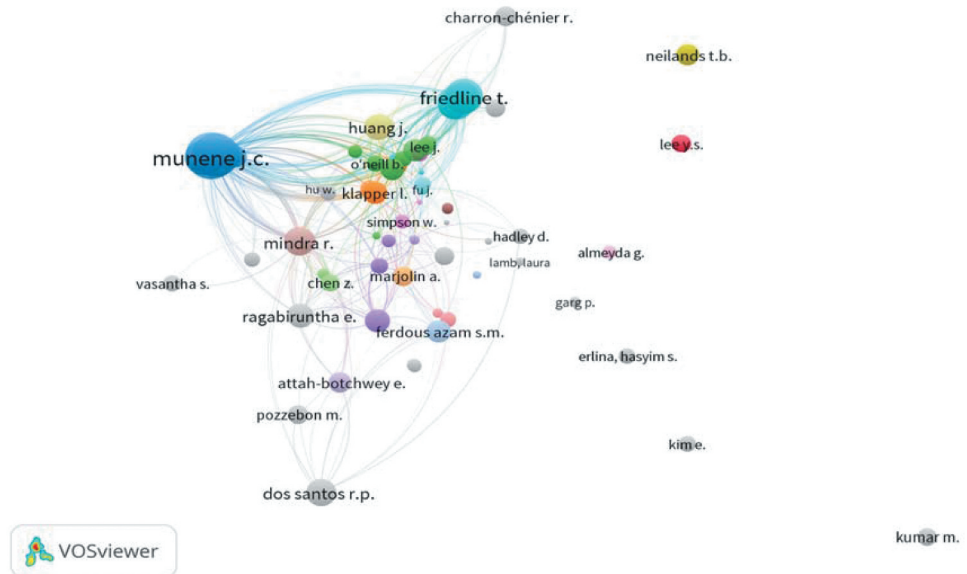 charron-chénier r.
neilands t.b.
friedline t.
huang j.
lee j.
lee y.s.
munene j.c.
o'neill b.
hu w.
klapper l.
fu j.
simpson w.
mindra r.
hadley d.
almeyda g.
lamb, laura
vasantha s.
chen z.
marjolin a.
garg p.
ragabiruntha e.
ferdous azam s.m.
erlina, hasyim s.
attah-botchwey e.
pozzebon m.
kim e.
dos santos r.p.
kumar m.
VOSviewer